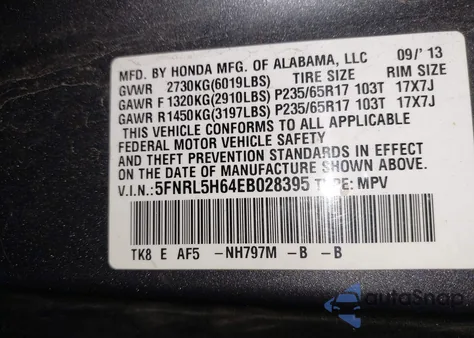 MFD. BY HONDA MFG. OF ALABAMA, LLC 09/' 13
GVWR 2730KG(6019LBS) TIRE SIZE RIM SIZE
GAWR F 1320KG(2910LBS) P235/65R17 103T 17X7J
GAWR R 1450KG(3197LBS) P235/65R17 103T 17X7J
THIS VEHICLE CONFORMS TO ALL APPLICABLE
FEDERAL MOTOR VEHICLE SAFETY
AND THEFT PREVENTION STANDARDS IN EFFECT
ON THE DATE OF MANUFACTURE SHOWN ABOVE.
V.I.N.: 5FNRL5H64EB028395 TYPE: MPV
TK8 E AF5 -NH797M -B -B
autoSnap